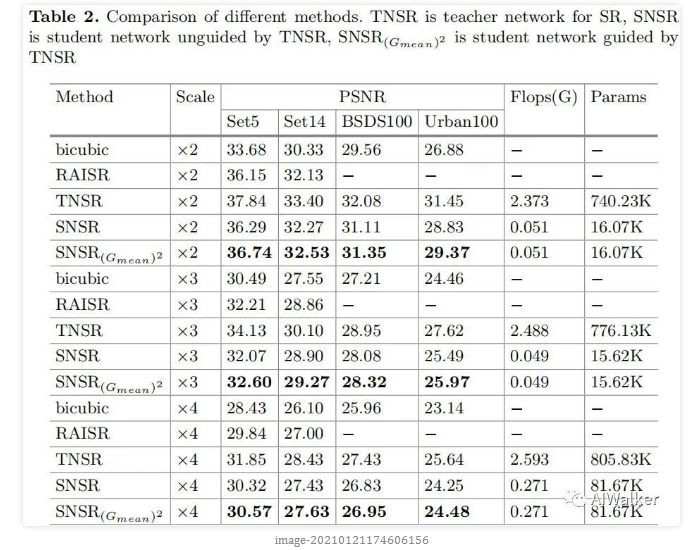 Table 2. Comparison of different methods. TNSR is teacher network for SR, SNSR
is student network unguided by TNSR, SNSR(Gmean)² is student network guided by
TNSR
Method Scale PSNR Flops(G) Params
Set5 Set14 BSDS100 Urban100
bicubic ×2 33.68 30.33 29.56 26.88 − −
RAISR ×2 36.15 32.13 − − − −
TNSR ×2 37.84 33.40 32.08 31.45 2.373 740.23K
SNSR ×2 36.29 32.27 31.11 28.83 0.051 16.07K
SNSR(Gmean)² ×2 36.74 32.53 31.35 29.37 0.051 16.07K
bicubic ×3 30.49 27.55 27.21 24.46 − −
RAISR ×3 32.21 28.86 − − − −
TNSR ×3 34.13 30.10 28.95 27.62 2.488 776.13K
SNSR ×3 32.07 28.90 28.08 25.49 0.049 15.62K
SNSR(Gmean)² ×3 32.60 29.27 28.32 25.97 0.049 15.62K
bicubic ×4 28.43 26.10 25.96 23.14 − −
RAISR ×4 29.84 27.00 − − − −
TNSR ×4 31.85 28.43 27.43 25.64 2.593 805.83K
SNSR ×4 30.32 27.43 26.83 24.25 0.271 81.67K
AIWalker
SNSR(Gmean)² ×4 30.57 27.63 26.95 24.48 0.271 81.67K
image-20210121174606156